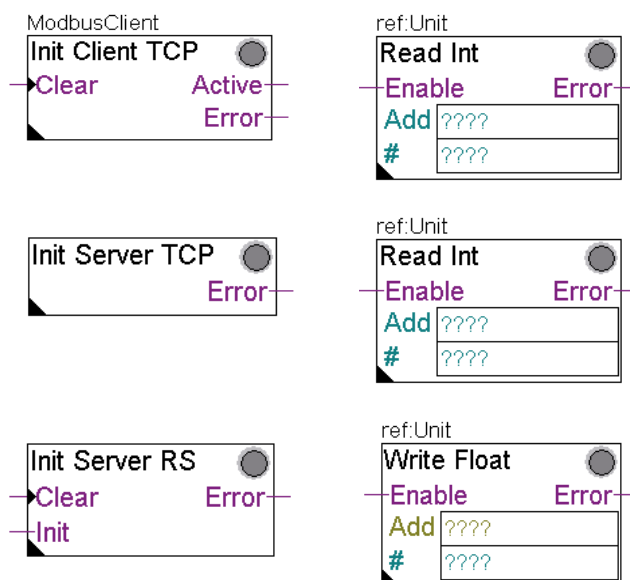 ModbusClient
Init Client TCP
Clear Active
Error
ref:Unit
Read Int
Enable Error
Add ????
# ????
Init Server TCP
Error
ref:Unit
Read Int
Enable Error
Add ????
# ????
Init Server RS
Clear Error
Init
ref:Unit
Write Float
Enable Error
Add ????
# ????